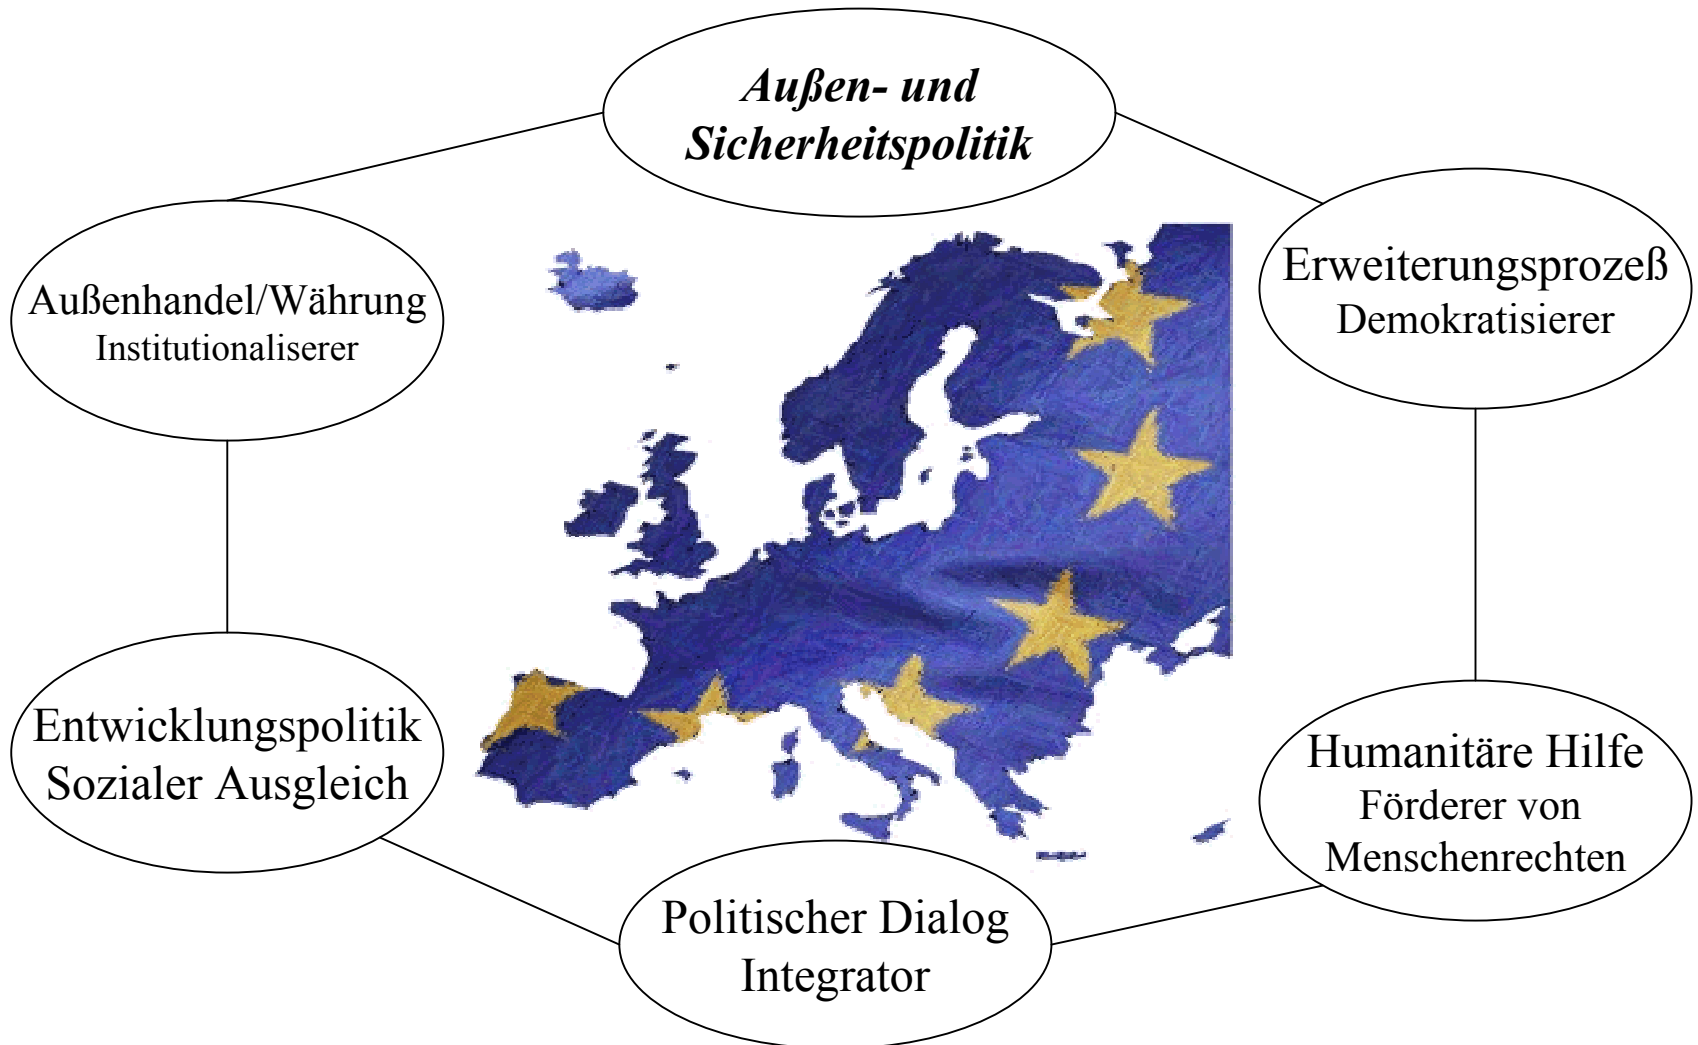 Außen- und
Sicherheitspolitik
Außenhandel/Währung
Institutionaliserer
Erweiterungsprozeß
Demokratisierer
Entwicklungspolitik
Sozialer Ausgleich
Humanitäre Hilfe
Förderer von
Menschenrechten
Politischer Dialog
Integrator